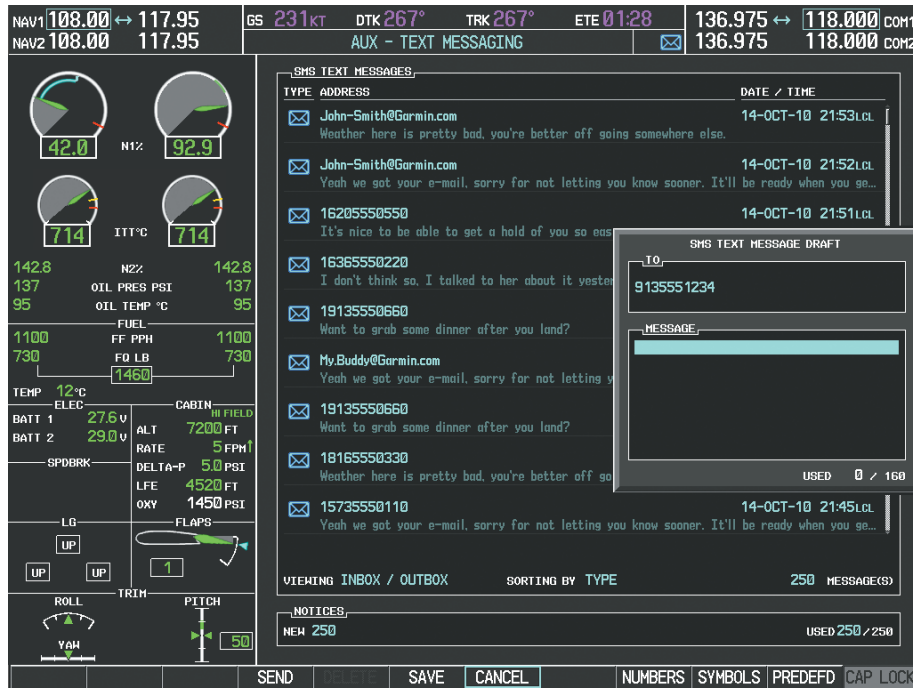 NAV1 108.00 ↔ 117.95 GS 231KT DTK 267° TRK 267° ETE 01:28 136.975 ↔ 118.000 COM1
NAV2 108.00 117.95 AUX - TEXT MESSAGING 136.975 118.000 COM2
42.0 N1% 92.9
714 ITT°C 714
142.8 N2% 142.8
137 OIL PRES PSI 137
95 OIL TEMP °C 95
FUEL
1100 FF PPH 1100
730 FQ LB 730
1460
TEMP 12°C
ELEC
BATT 1 27.6 V
BATT 2 29.0 V
CABIN
HI FIELD
ALT 7200 FT
RATE 5 FPM↑
DELTA-P 5.0 PSI
LFE 4520 FT
OXY 1450 PSI
SPDBRK
LG
UP
UP UP
FLAPS
1
TRIM
ROLL PITCH
YAW
50
SMS TEXT MESSAGES
TYPE ADDRESS DATE / TIME
John-Smith@Garmin.com 14-OCT-10 21:53LCL
Weather here is pretty bad, you're better off going somewhere else.
John-Smith@Garmin.com 14-OCT-10 21:52LCL
Yeah we got your e-mail, sorry for not letting you know sooner. It'll be ready when you ge...
16205550550 14-OCT-10 21:51LCL
It's nice to be able to get a hold of you so eas
16365550220
I don't think so, I talked to her about it yester
19135550660
Want to grab some dinner after you land?
My.Buddy@Garmin.com
Yeah we got your e-mail, sorry for not letting y
19135550660
Want to grab some dinner after you land?
18165550330
Weather here is pretty bad, you're better off go
15735550110 14-OCT-10 21:45LCL
Yeah we got your e-mail, sorry for not letting you know sooner. It'll be ready when you ge...
VIEWING INBOX / OUTBOX SORTING BY TYPE 250 MESSAGE(S)
SMS TEXT MESSAGE DRAFT
TO
9135551234
MESSAGE
USED 0 / 160
NOTICES
NEW 250 USED 250 / 250
SEND DELETE SAVE CANCEL NUMBERS SYMBOLS PREDEFD CAP LOCK